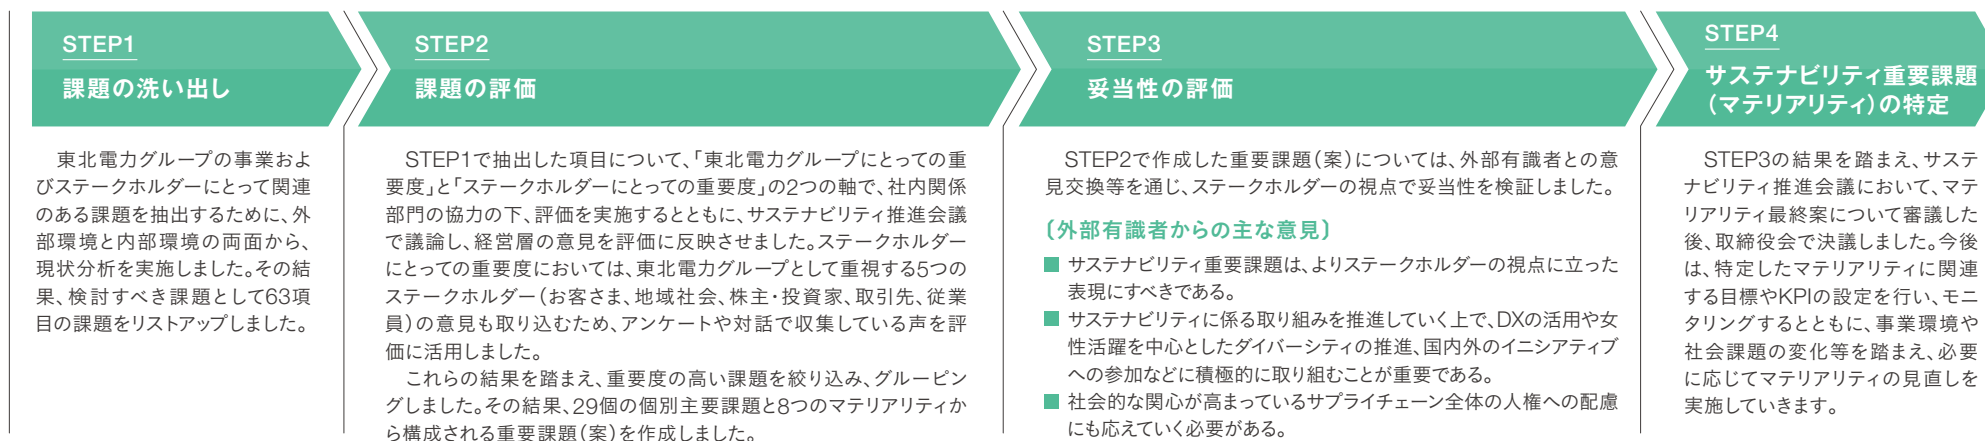 STEP1
課題の洗い出し
　東北電力グループの事業およ
びステークホルダーにとって関連
のある課題を抽出するために、外
部環境と内部環境の両面から、
現状分析を実施しました。その結
果、検討すべき課題として63項
目の課題をリストアップしました。
STEP2
課題の評価
　STEP1で抽出した項目について、「東北電力グループにとっての重
要度」と「ステークホルダーにとっての重要度」の2つの軸で、社内関係
部門の協力の下、評価を実施するとともに、サステナビリティ推進会議
で議論し、経営層の意見を評価に反映させました。ステークホルダー
にとっての重要度においては、東北電力グループとして重視する5つの
ステークホルダー（お客さま、地域社会、株主・投資家、取引先、従業
員）の意見も取り込むため、アンケートや対話で収集している声を評
価に活用しました。
　これらの結果を踏まえ、重要度の高い課題を絞り込み、グルーピン
グしました。その結果、29個の個別主要課題と8つのマテリアリティか
ら構成される重要課題（案）を作成しました。
STEP3
妥当性の評価
　STEP2で作成した重要課題（案）については、外部有識者との意
見交換等を通じ、ステークホルダーの視点で妥当性を検証しました。
〔外部有識者からの主な意見〕
■ サステナビリティ重要課題は、よりステークホルダーの視点に立った
表現にすべきである。
■ サステナビリティに係る取り組みを推進していく上で、DXの活用や女
性活躍を中心としたダイバーシティの推進、国内外のイニシアティブ
への参加などに積極的に取り組むことが重要である。
■ 社会的な関心が高まっているサプライチェーン全体の人権への配慮
にも応えていく必要がある。
STEP4
サステナビリティ重要課題
（マテリアリティ）の特定
　STEP3の結果を踏まえ、サステ
ナビリティ推進会議において、マテ
リアリティ最終案について審議した
後、取締役会で決議しました。今後
は、特定したマテリアリティに関連
する目標やKPIの設定を行い、モニ
タリングするとともに、事業環境や
社会課題の変化等を踏まえ、必要
に応じてマテリアリティの見直しを
実施していきます。